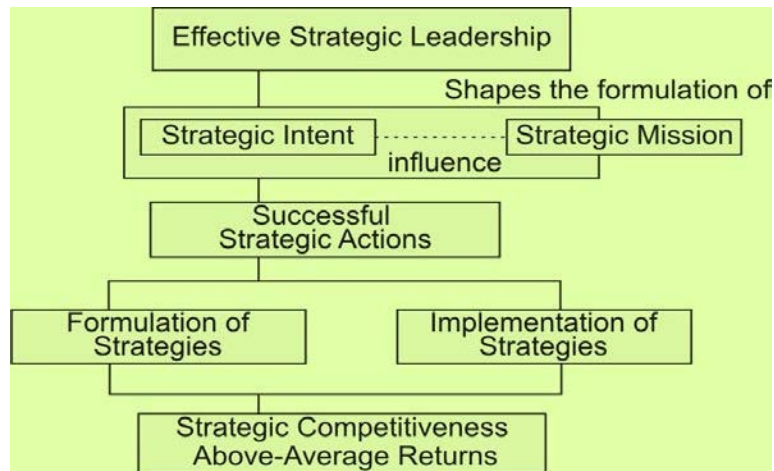 Effective Strategic Leadership
Shapes the formulation of
Strategic Intent
Strategic Mission
influence
Successful
Strategic Actions
Formulation of
Strategies
Implementation of
Strategies
Strategic Competitiveness
Above-Average Returns